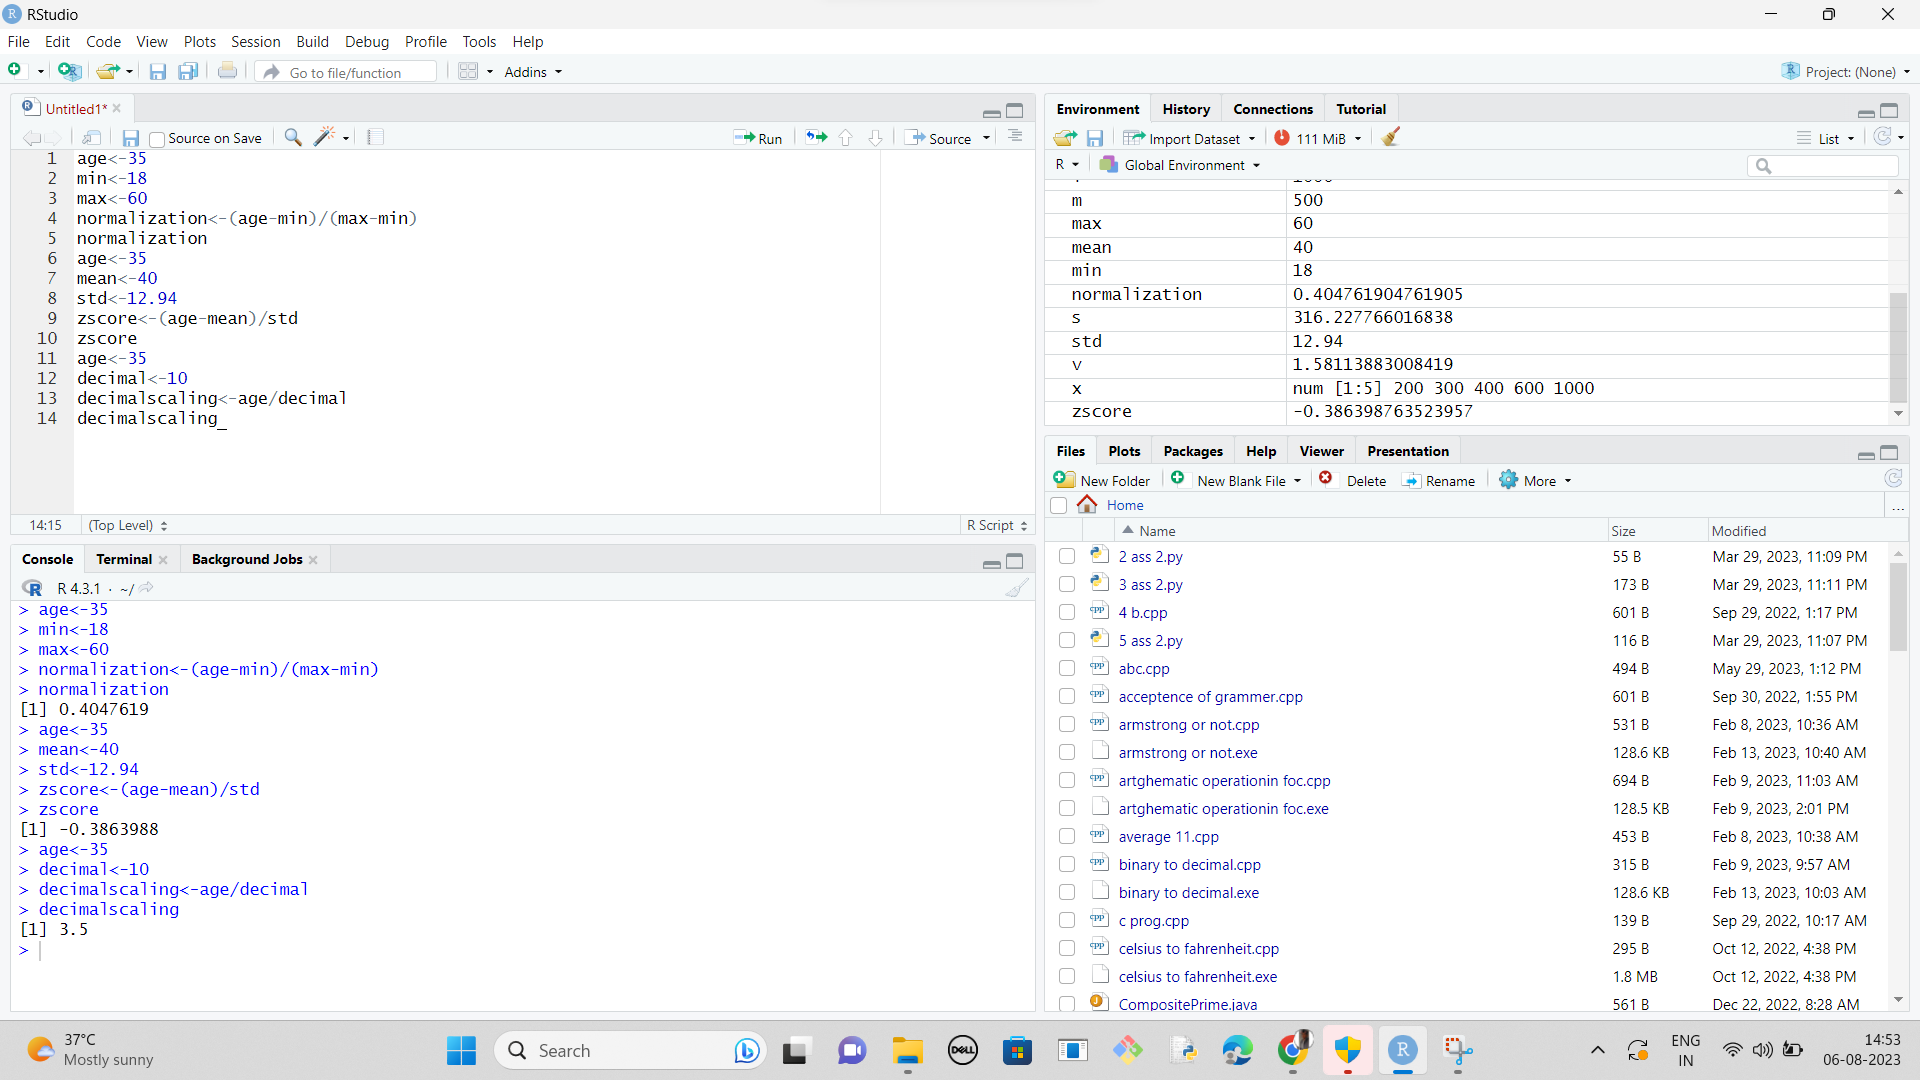 RStudio
File Edit Code View Plots Session Build Debug Profile Tools Help
Go to file/function Addins Project: (None)
Untitled1*
Source on Save Run Source
1 age<-35
2 min<-18
3 max<-60
4 normalization<-(age-min)/(max-min)
5 normalization
6 age<-35
7 mean<-40
8 std<-12.94
9 zscore<-(age-mean)/std
10 zscore
11 age<-35
12 decimal<-10
13 decimalscaling<-age/decimal
14 decimalscaling_
14:15 (Top Level) R Script
Console Terminal Background Jobs
R 4.3.1 · ~/
> age<-35
> min<-18
> max<-60
> normalization<-(age-min)/(max-min)
> normalization
[1] 0.4047619
> age<-35
> mean<-40
> std<-12.94
> zscore<-(age-mean)/std
> zscore
[1] -0.3863988
> age<-35
> decimal<-10
> decimalscaling<-age/decimal
> decimalscaling
[1] 3.5
>
Environment History Connections Tutorial
Import Dataset 111 MiB List
R Global Environment
m 500
max 60
mean 40
min 18
normalization 0.404761904761905
s 316.227766016838
std 12.94
v 1.58113883008419
x num [1:5] 200 300 400 600 1000
zscore -0.386398763523957
Files Plots Packages Help Viewer Presentation
New Folder New Blank File Delete Rename More
Home ...
Name Size Modified
2 ass 2.py 55 B Mar 29, 2023, 11:09 PM
3 ass 2.py 173 B Mar 29, 2023, 11:11 PM
4 b.cpp 601 B Sep 29, 2022, 1:17 PM
5 ass 2.py 116 B Mar 29, 2023, 11:07 PM
abc.cpp 494 B May 29, 2023, 1:12 PM
acceptence of grammer.cpp 601 B Sep 30, 2022, 1:55 PM
armstrong or not.cpp 531 B Feb 8, 2023, 10:36 AM
armstrong or not.exe 128.6 KB Feb 13, 2023, 10:40 AM
artghematic operationin foc.cpp 694 B Feb 9, 2023, 11:03 AM
artghematic operationin foc.exe 128.5 KB Feb 9, 2023, 2:01 PM
average 11.cpp 453 B Feb 8, 2023, 10:38 AM
binary to decimal.cpp 315 B Feb 9, 2023, 9:57 AM
binary to decimal.exe 128.6 KB Feb 13, 2023, 10:03 AM
c prog.cpp 139 B Sep 29, 2022, 10:17 AM
celsius to fahrenheit.cpp 295 B Oct 12, 2022, 4:38 PM
celsius to fahrenheit.exe 1.8 MB Oct 12, 2022, 4:38 PM
CompositePrime.java 561 B Dec 22, 2022, 8:28 AM
37°C
Mostly sunny
Search
DELL
ENG
IN
14:53
06-08-2023